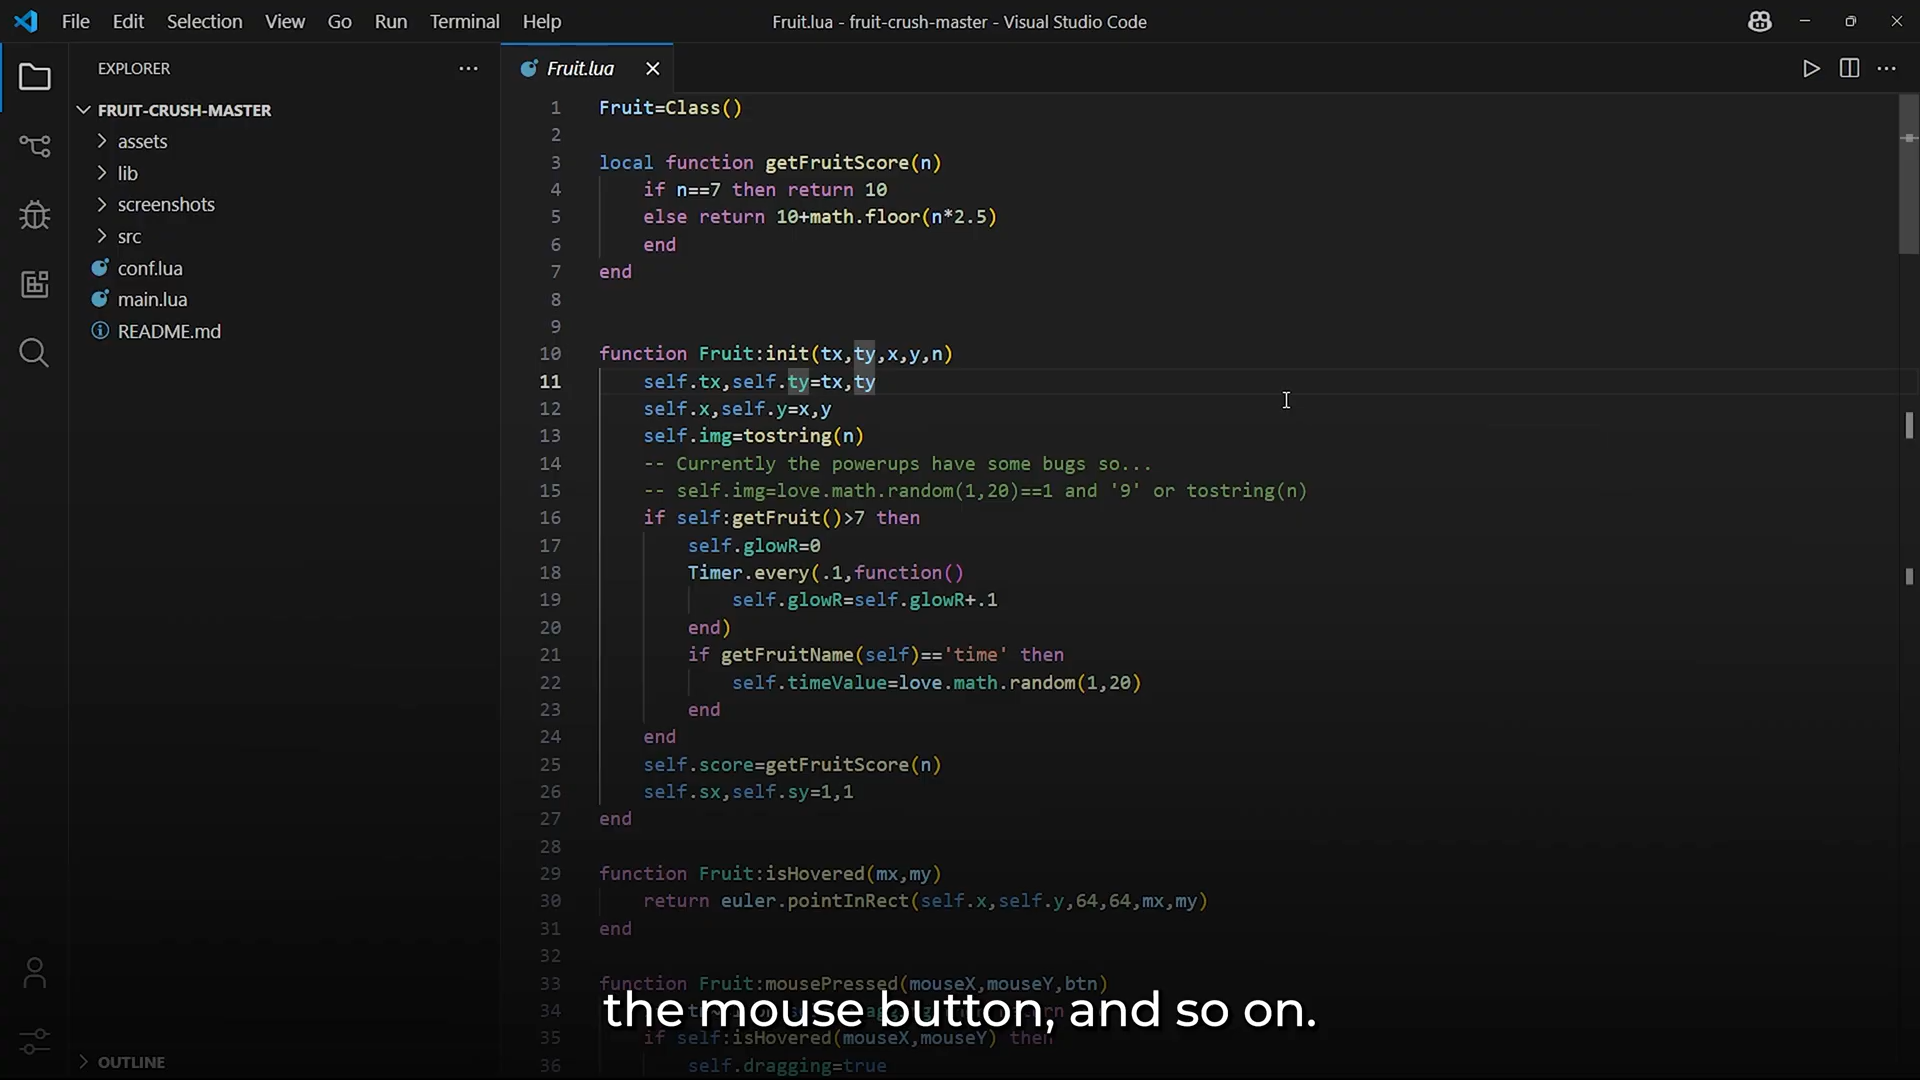 File Edit Selection View Go Run Terminal Help
Fruit.lua - fruit-crush-master - Visual Studio Code
EXPLORER
FRUIT-CRUSH-MASTER
assets
lib
screenshots
src
conf.lua
main.lua
README.md
OUTLINE
Fruit.lua
1 Fruit=Class()
2
3 local function getFruitScore(n)
4 if n==7 then return 10
5 else return 10+math.floor(n*2.5)
6 end
7 end
8
9
10 function Fruit:init(tx,ty,x,y,n)
11 self.tx,self.ty=tx,ty
12 self.x,self.y=x,y
13 self.img=tostring(n)
14 -- Currently the powerups have some bugs so...
15 -- self.img=love.math.random(1,20)==1 and '9' or tostring(n)
16 if self:getFruit()>7 then
17 self.glowR=0
18 Timer.every(.1,function()
19 self.glowR=self.glowR+.1
20 end)
21 if getFruitName(self)=='time' then
22 self.timeValue=love.math.random(1,20)
23 end
24 end
25 self.score=getFruitScore(n)
26 self.sx,self.sy=1,1
27 end
28
29 function Fruit:isHovered(mx,my)
30 return euler.pointInRect(self.x,self.y,64,64,mx,my)
31 end
32
33 function Fruit:mousePressed(mouseX,mouseY,btn)
34
the mouse button, and so on.
35 if self:isHovered(mouseX,mouseY) then
36 self.dragging=true